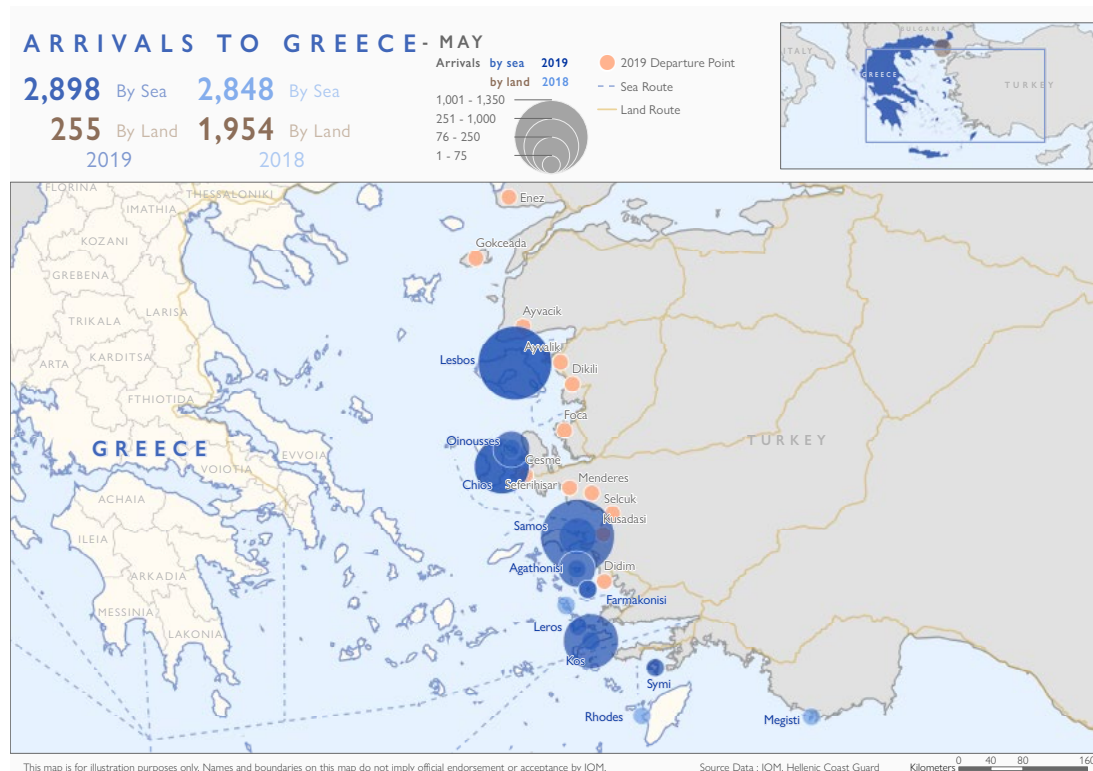 ARRIVALS TO GREECE - MAY
2,898 By Sea 2,848 By Sea
255 By Land 1,954 By Land
2019 2018
Arrivals by sea 2019
by land 2018
1,001 - 1,350
251 - 1,000
76 - 250
1 - 75
2019 Departure Point
Sea Route
Land Route
BULGARIA
ITALY
GREECE
TURKEY
FLORINA
THESSALONIKI
IMATHIA
Enez
KOZANI
Gokceada
GREBENA
LARISA
Ayvacik
TRIKALA
Ayvalik
KARDITSA
Lesbos
ARTA
Dikili
FTHIOTIDA
Foca
GREECE
Oinousses
TURKEY
EVVOIA
Cesme
VOIOTIA
Chios
Seferihisar
Menderes
ACHAIA
Selcuk
Samos
Kusadasi
ILEIA
Agathonisi
Didim
ARKADIA
Farmakonisi
MESSINIA
Leros
LAKONIA
Kos
Symi
Rhodes
Megisti
This map is for illustration purposes only. Names and boundaries on this map do not imply official endorsement or acceptance by IOM.
Source Data : IOM, Hellenic Coast Guard
Kilometers
0 40 80 160